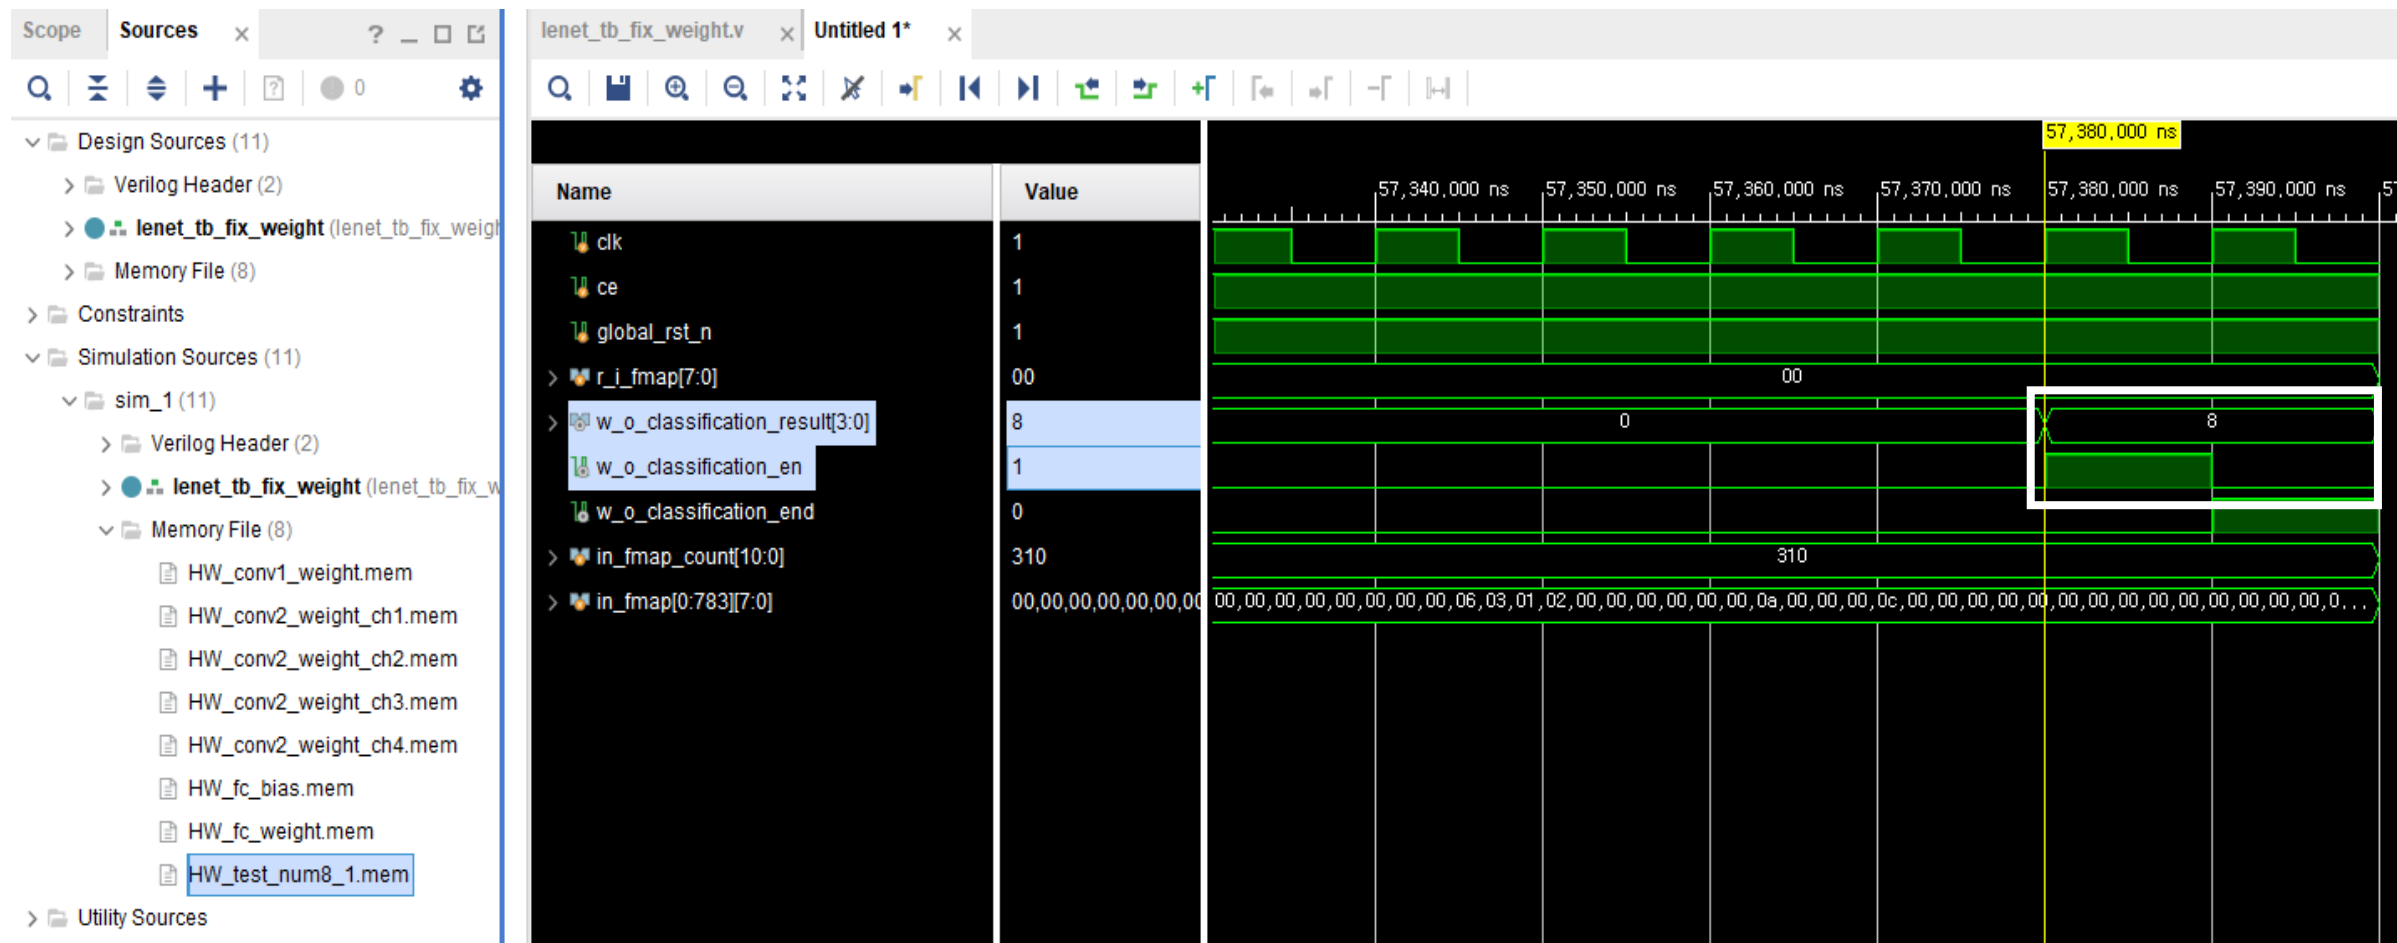 Scope Sources
lenet_tb_fix_weight.v Untitled 1*
0
Design Sources (11)
Verilog Header (2)
lenet_tb_fix_weight (lenet_tb_fix_weigh
Memory File (8)
Constraints
Simulation Sources (11)
sim_1 (11)
Verilog Header (2)
lenet_tb_fix_weight (lenet_tb_fix_w
Memory File (8)
HW_conv1_weight.mem
HW_conv2_weight_ch1.mem
HW_conv2_weight_ch2.mem
HW_conv2_weight_ch3.mem
HW_conv2_weight_ch4.mem
HW_fc_bias.mem
HW_fc_weight.mem
HW_test_num8_1.mem
Utility Sources
57,380.000 ns
Name Value
57,340.000 ns 57,350.000 ns 57,360.000 ns 57,370.000 ns 57,380.000 ns 57,390.000 ns 57
clk 1
ce 1
global_rst_n 1
r_i_fmap[7:0] 00 00
w_o_classification_result[3:0] 8 0 8
w_o_classification_en 1
w_o_classification_end 0
in_fmap_count[10:0] 310 310
in_fmap[0:783][7:0] 00,00,00,00,00,00,00 00,00,00,00,00,00,00,00,06,03,01,02,00,00,00,00,00,00,0a,00,00,00,0c,00,00,00,00,00,00,00,00,00,00,00,00,00,00,0...